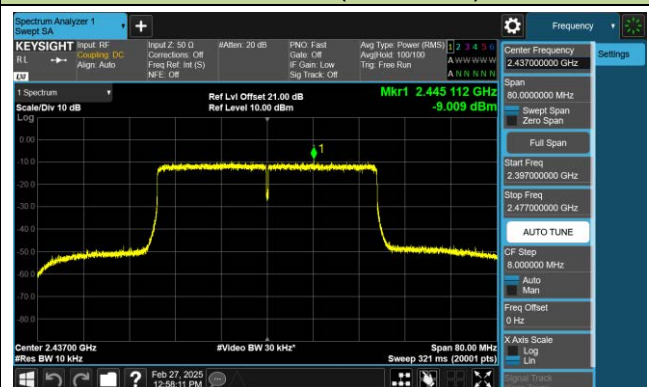 Spectrum Analyzer 1
Swept SA
Frequency
KEYSIGHT
RL
Input: RF
Coupling: DC
Align: Auto
Input Z: 50 Ω
Corrections: Off
Freq Ref: Int (S)
NFE: Off
#Atten: 20 dB
PNO: Fast
Gate: Off
IF Gain: Low
Sig Track: Off
Avg Type: Power (RMS)
Avg|Hold: 100/100
Trig: Free Run
1 2 3 4 5 6
A W W W W W
A N N N N N
LXI
1 Spectrum
Scale/Div 10 dB
Ref Lvl Offset 21.00 dB
Ref Level 10.00 dBm
Mkr1 2.445 112 GHz
-9.009 dBm
Log
0.00
-10.0
-20.0
-30.0
-40.0
-50.0
-60.0
-70.0
-80.0
1
Center 2.43700 GHz
#Res BW 10 kHz
#Video BW 30 kHz*
Span 80.00 MHz
Sweep 321 ms (20001 pts)
Feb 27, 2025
12:58:11 PM
Center Frequency
2.437000000 GHz
Settings
Span
80.0000000 MHz
Swept Span
Zero Span
Full Span
Start Freq
2.397000000 GHz
Stop Freq
2.477000000 GHz
AUTO TUNE
CF Step
8.000000 MHz
Auto
Man
Freq Offset
0 Hz
X Axis Scale
Log
Lin
Signal Track